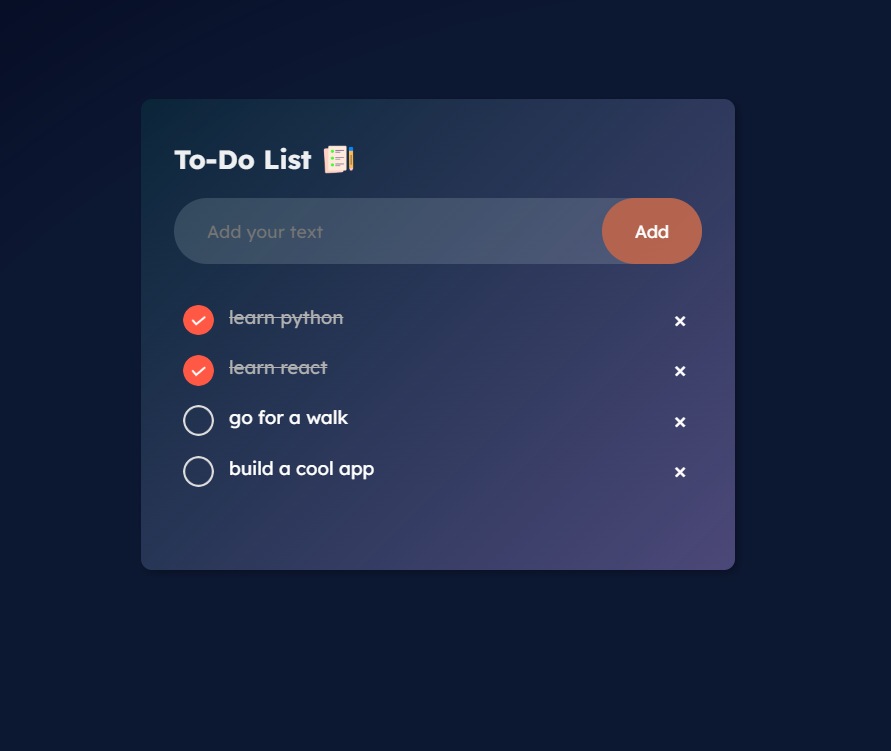 To-Do List
Add your text
Add
learn python
learn react
go for a walk
build a cool app